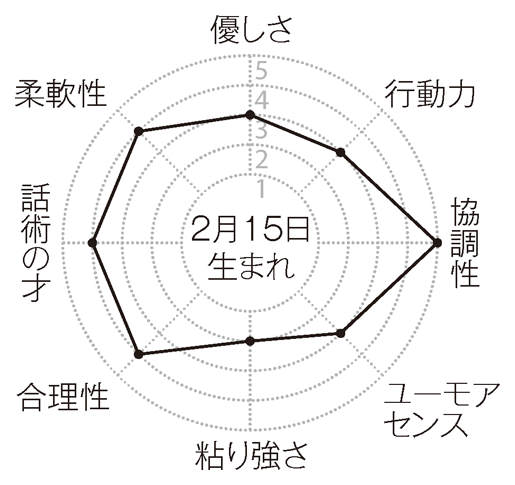 優しさ
行動力
協
調
性
ユーモア
センス
粘り強さ
合理性
話
術
の
才
柔軟性
5
4
3
2
1
2月15日
生まれ